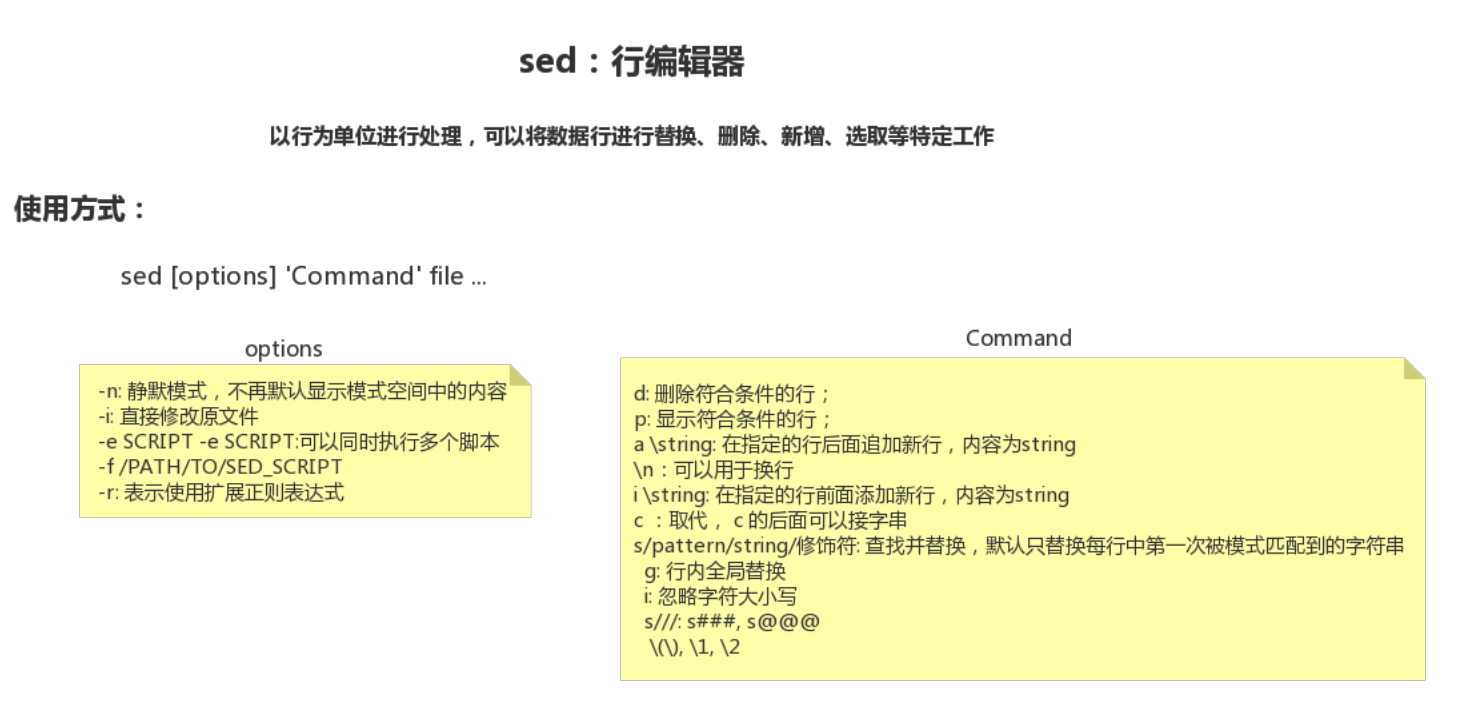 sed：行编辑器
以行为单位进行处理，可以将数据行进行替换、删除、新增、选取等特定工作
使用方式：
sed [options] 'Command' file ...
options
-n: 静默模式，不再默认显示模式空间中的内容
-i: 直接修改原文件
-e SCRIPT -e SCRIPT:可以同时执行多个脚本
-f /PATH/TO/SED_SCRIPT
-r: 表示使用扩展正则表达式
Command
d: 删除符合条件的行；
p: 显示符合条件的行；
a \string: 在指定的行后面追加新行，内容为string
\n：可以用于换行
i \string: 在指定的行前面添加新行，内容为string
c ：取代， c 的后面可以接字串
s/pattern/string/修饰符: 查找并替换，默认只替换每行中第一次被模式匹配到的字符串
g: 行内全局替换
i: 忽略字符大小写
s///: s###, s@@@
\(\), \1, \2